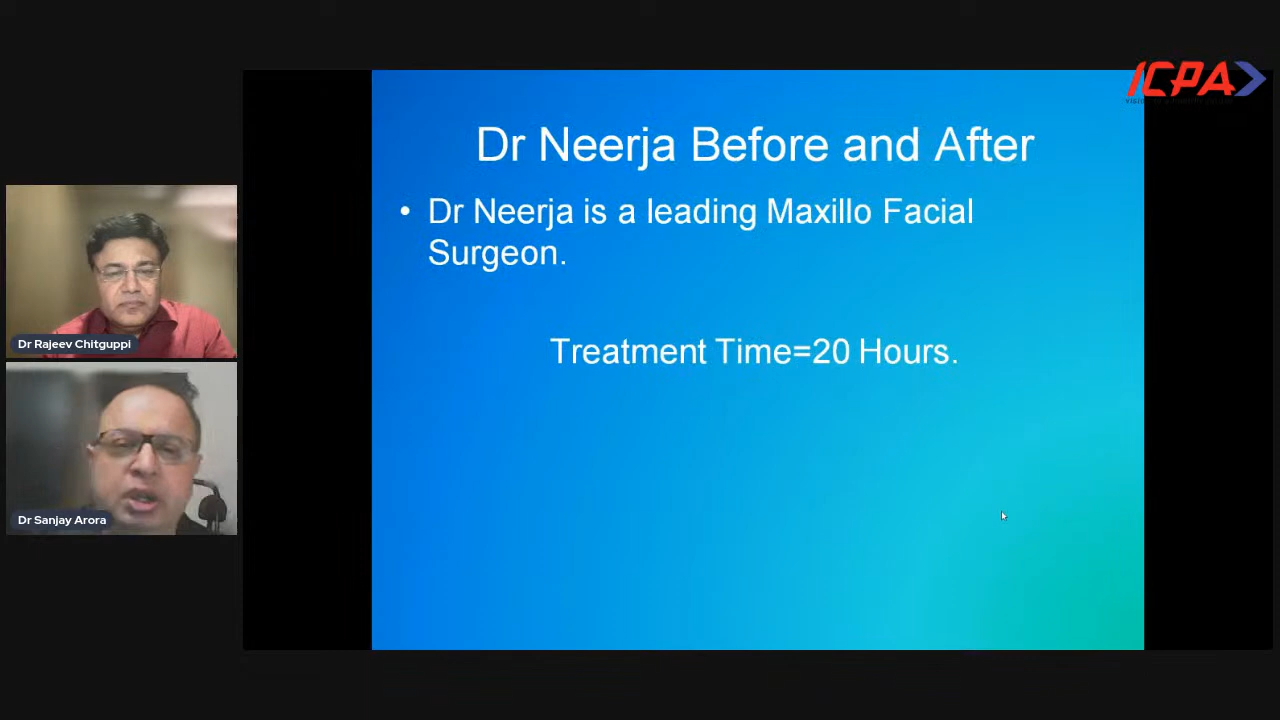 ICPA
Dr Neerja Before and After
• Dr Neerja is a leading Maxillo Facial
Surgeon.
Treatment Time=20 Hours.
Dr Rajeev Chitguppi
Dr Sanjay Arora